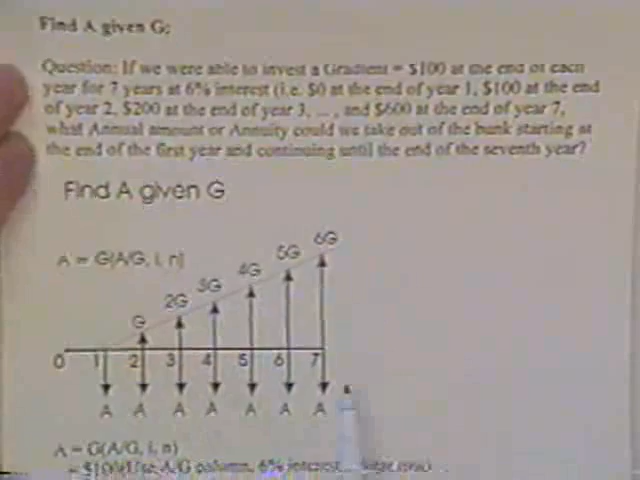 Find A given G:
Question: If we were able to invest a Gradient = $100 at the end of each
year for 7 years at 6% interest (i.e. $0 at the end of year 1, $100 at the end
of year 2, $200 at the end of year 3, ..., and $600 at the end of year 7,
what Annual amount or Annuity could we take out of the bank starting at
the end of the first year and continuing until the end of the seventh year?
Find A given G
A = G(A/G, i, n)
G 2G 3G 4G 5G 6G
0 1 2 3 4 5 6 7
A A A A A A A
A = G(A/G, i, n)
= $100(Use A/G column, 6% interest